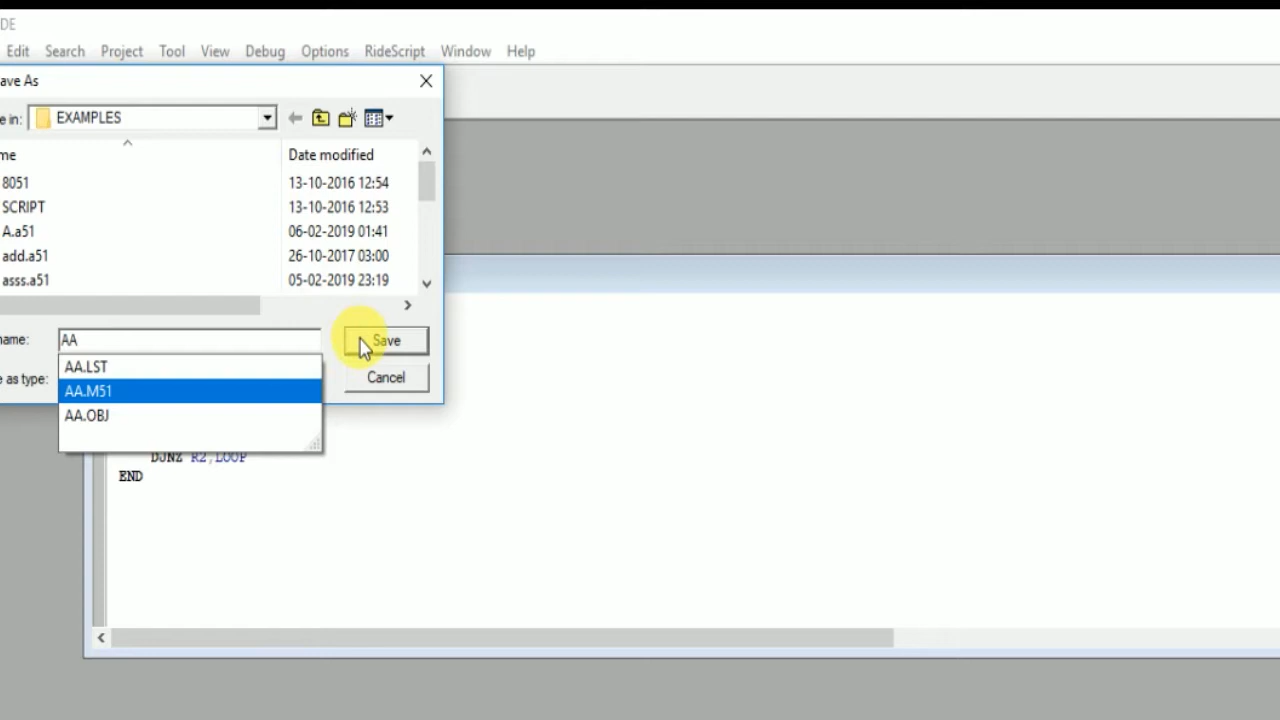 DE
Edit Search Project Tool View Debug Options RideScript Window Help
ave As
e in: EXAMPLES
me Date modified
8051 13-10-2016 12:54
SCRIPT 13-10-2016 12:53
A.a51 06-02-2019 01:41
add.a51 26-10-2017 03:00
asss.a51 05-02-2019 23:19
name: AA Save
AA.LST
e as type: Cancel
AA.M51
AA.OBJ
DJNZ R2,LOOP
END